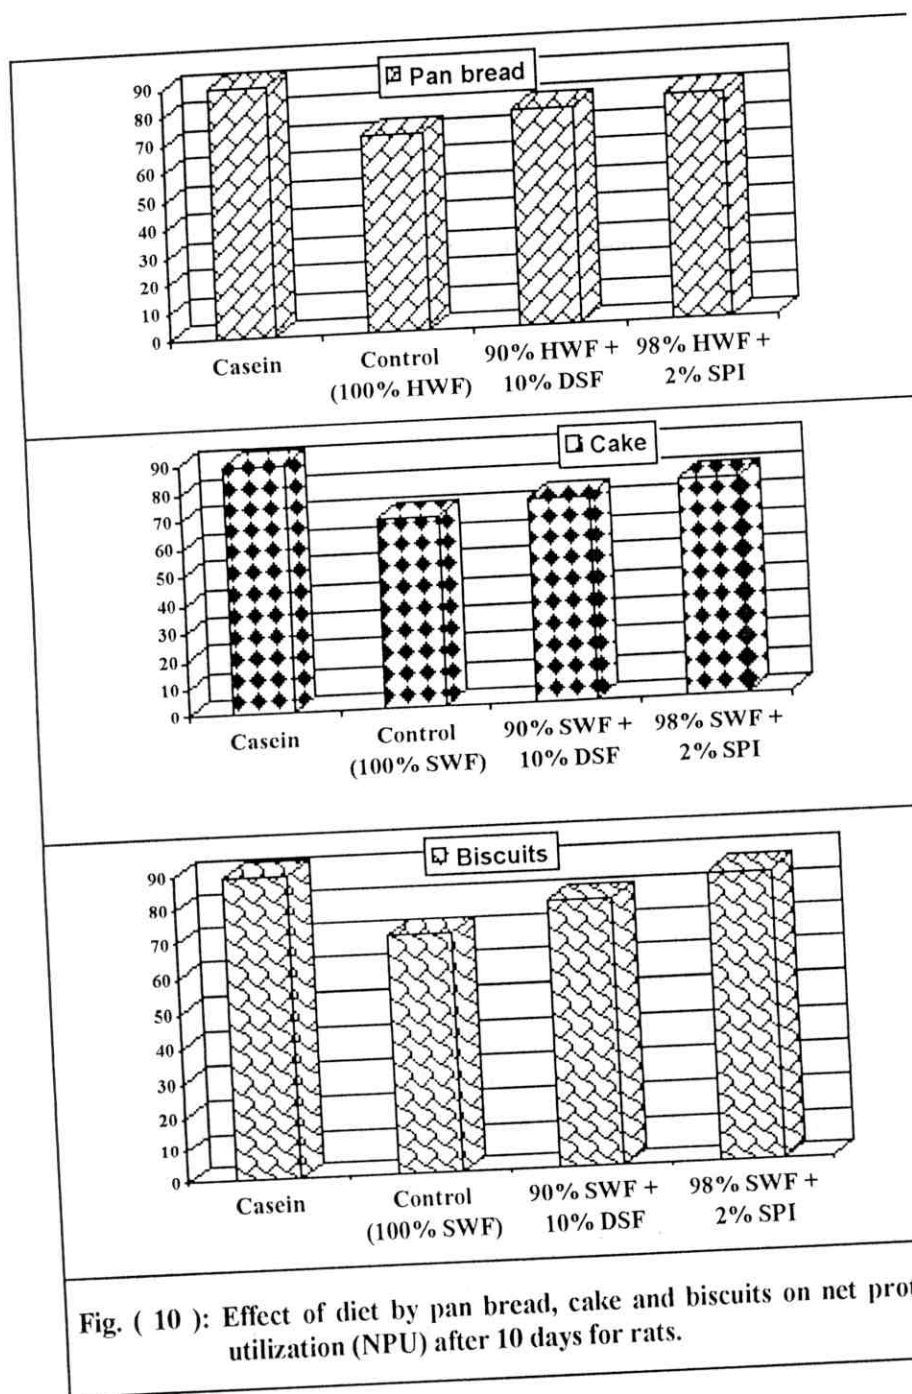 Pan bread
90
80
70
60
50
40
30
20
10
0
Casein
Control
(100% HWF)
90% HWF +
10% DSF
98% HWF +
2% SPI
Cake
90
80
70
60
50
40
30
20
10
0
Casein
Control
(100% SWF)
90% SWF +
10% DSF
98% SWF +
2% SPI
Biscuits
90
80
70
60
50
40
30
20
10
0
Casein
Control
(100% SWF)
90% SWF +
10% DSF
98% SWF +
2% SPI
Fig. ( 10 ): Effect of diet by pan bread, cake and biscuits on net prot
utilization (NPU) after 10 days for rats.